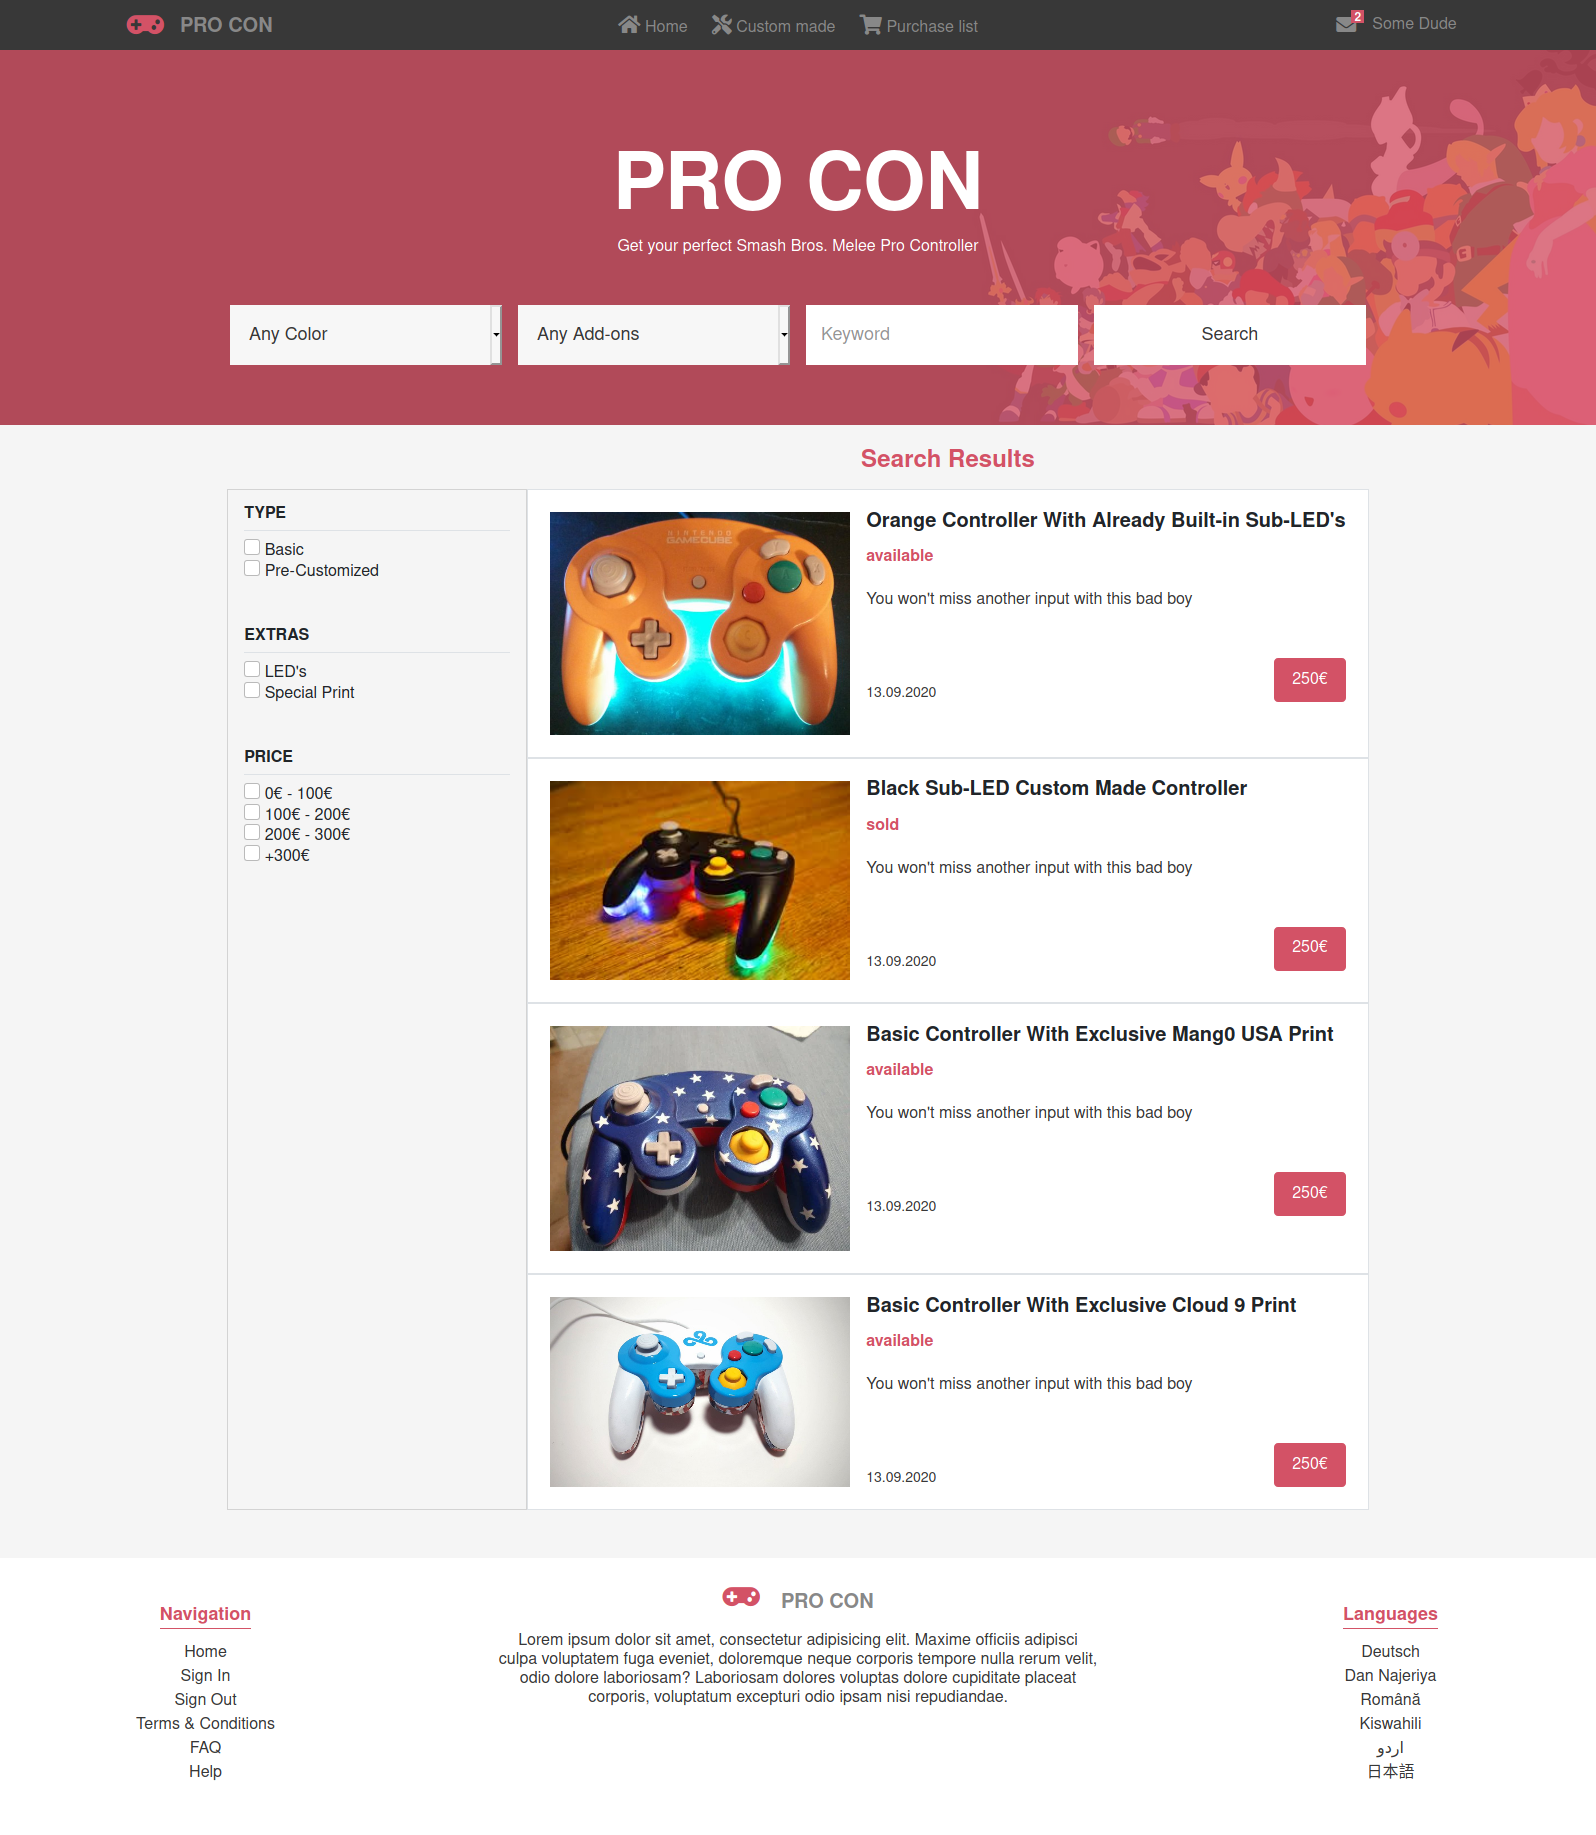 PRO CON
Home
Custom made
Purchase list
2
Some Dude
PRO CON
Get your perfect Smash Bros. Melee Pro Controller
Any Color
Any Add-ons
Keyword
Search
Search Results
TYPE
Basic
Pre-Customized
EXTRAS
LED's
Special Print
PRICE
0€ - 100€
100€ - 200€
200€ - 300€
+300€
NINTENDO
GAMECUBE
Orange Controller With Already Built-in Sub-LED's
available
You won't miss another input with this bad boy
13.09.2020
250€
Black Sub-LED Custom Made Controller
sold
You won't miss another input with this bad boy
13.09.2020
250€
Basic Controller With Exclusive Mang0 USA Print
available
You won't miss another input with this bad boy
13.09.2020
250€
Basic Controller With Exclusive Cloud 9 Print
available
You won't miss another input with this bad boy
13.09.2020
250€
Navigation
Home
Sign In
Sign Out
Terms & Conditions
FAQ
Help
PRO CON
Lorem ipsum dolor sit amet, consectetur adipisicing elit. Maxime officiis adipisci
culpa voluptatem fuga eveniet, doloremque neque corporis tempore nulla rerum velit,
odio dolore laboriosam? Laboriosam dolores voluptas dolore cupiditate placeat
corporis, voluptatum excepturi odio ipsam nisi repudiandae.
Languages
Deutsch
Dan Najeriya
Română
Kiswahili
اردو
日本語